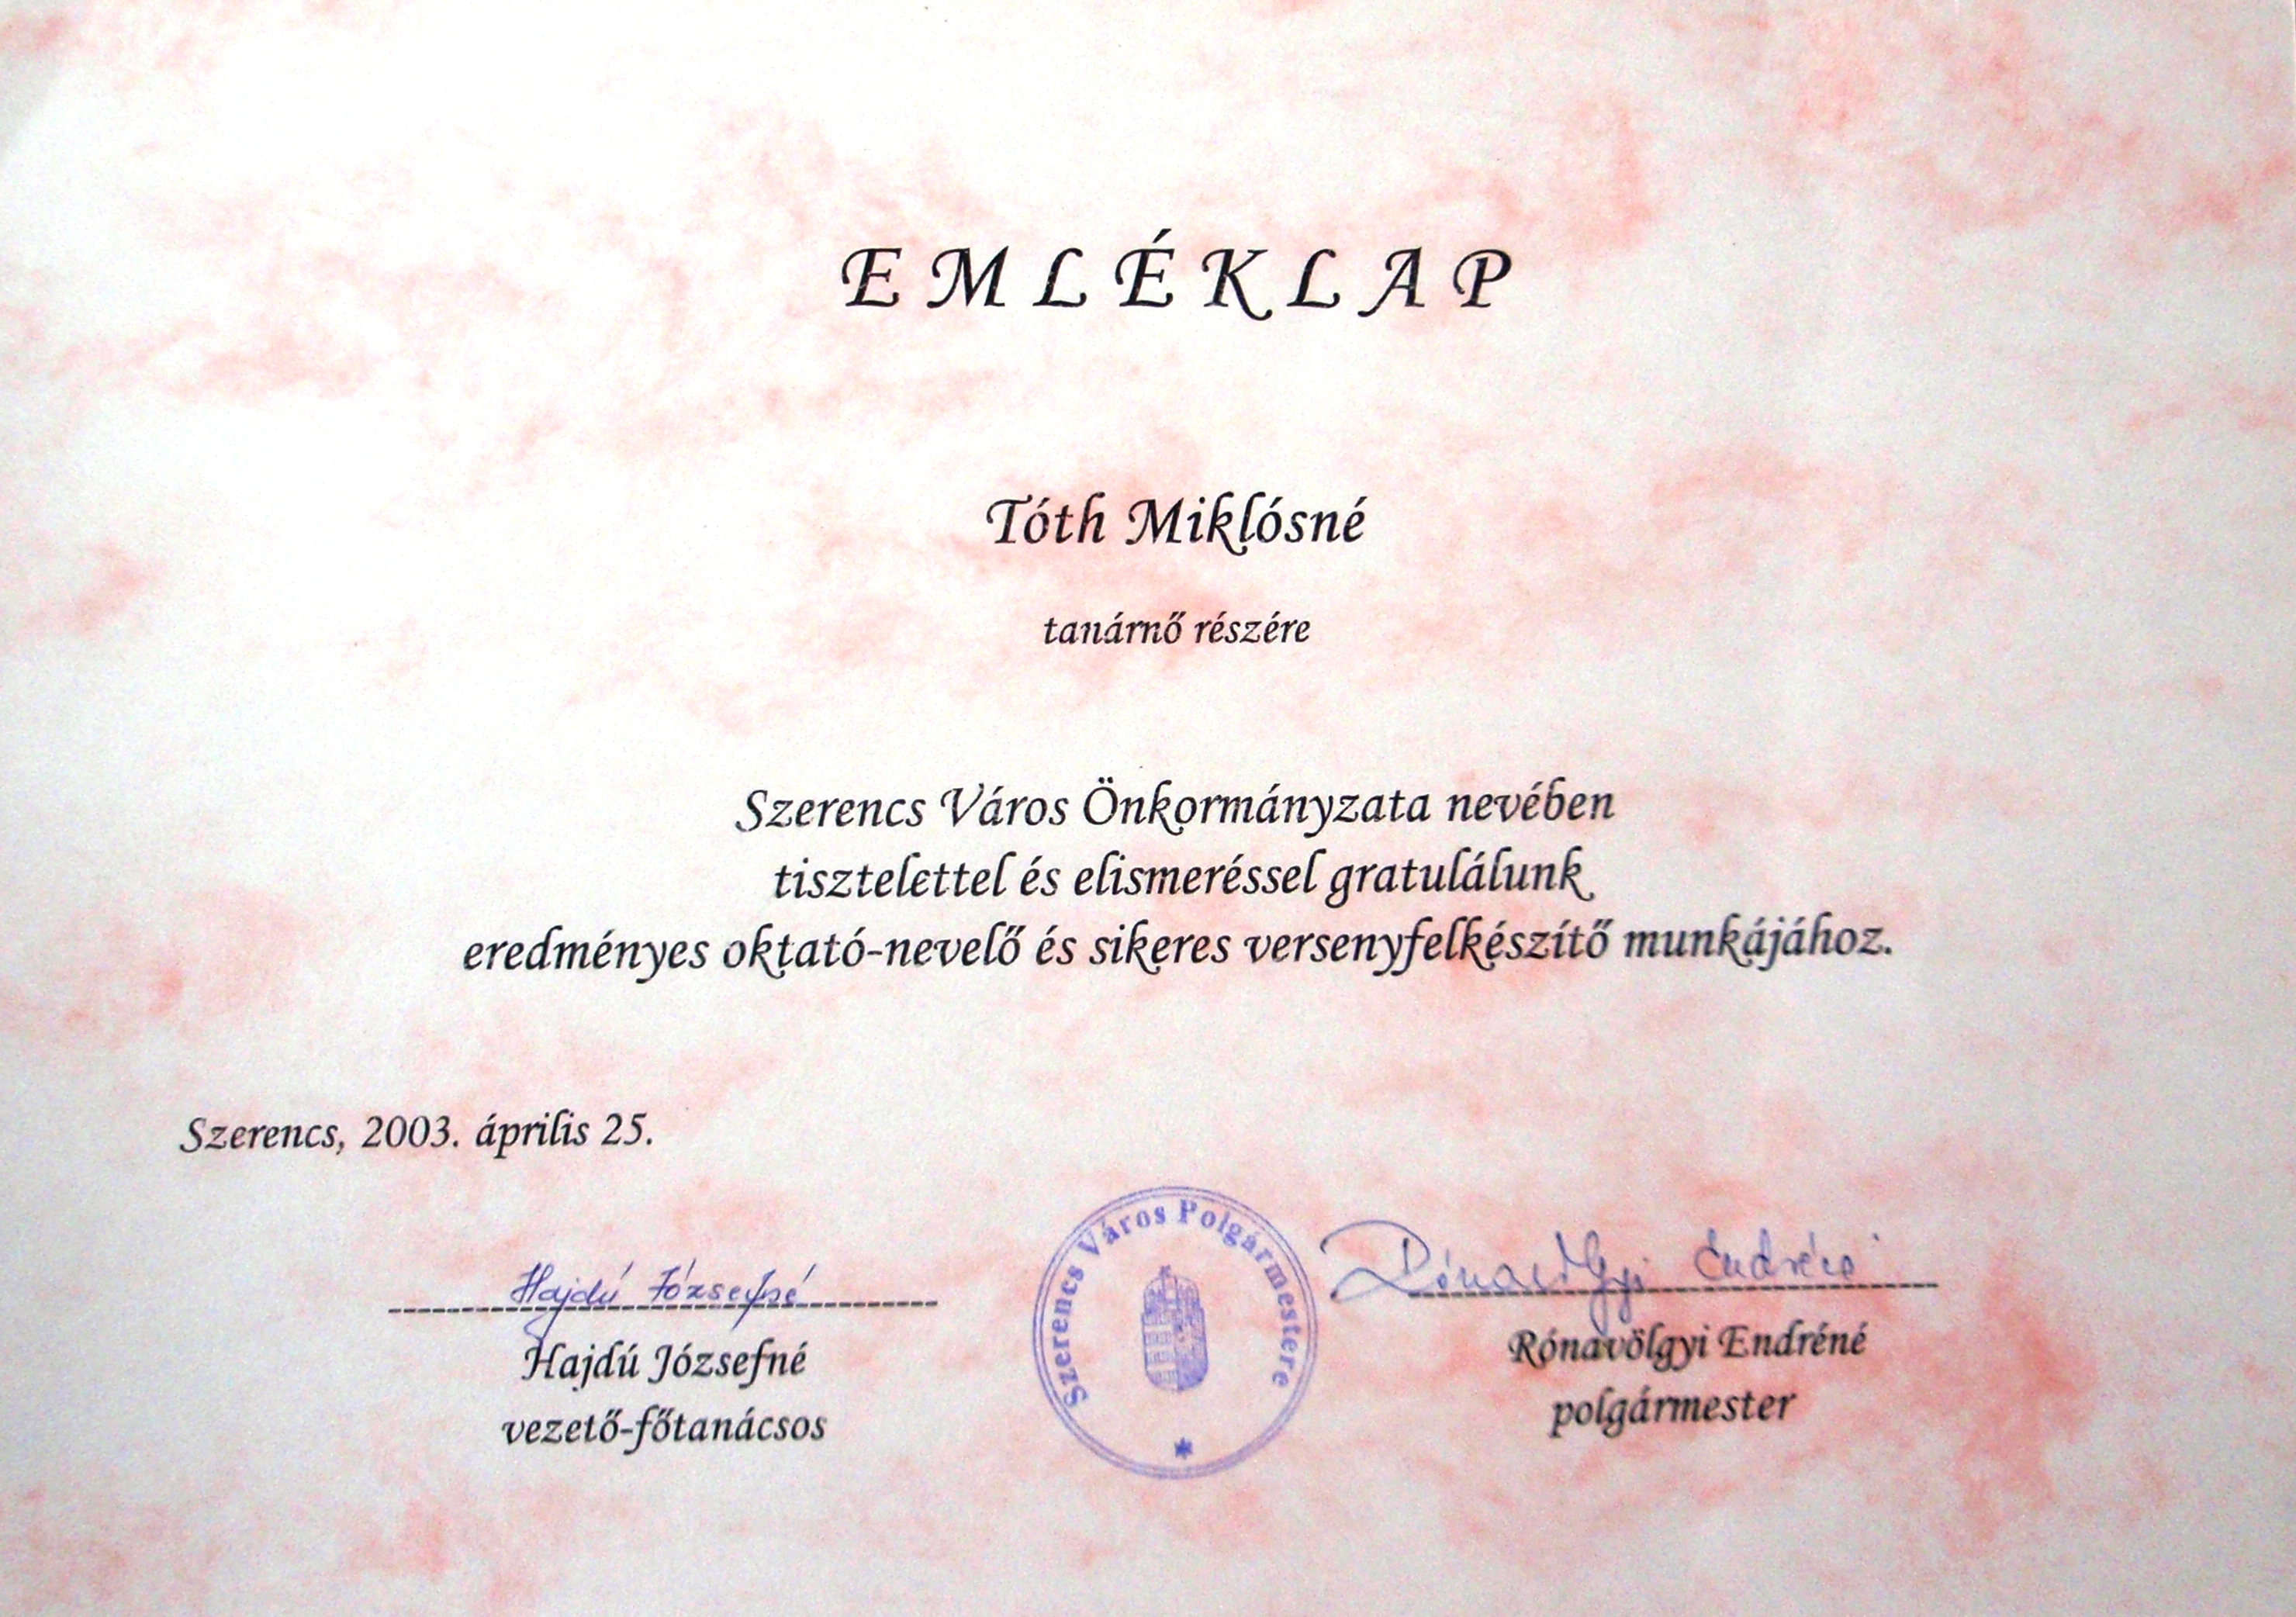 EMLÉKLAP
Tóth Miklósné
tanárnő részére
Szerencs Város Önkormányzata nevében
tisztelettel és elismeréssel gratulálunk
eredményes oktató-nevelő és sikeres versenyfelkészítő munkájához.
Szerencs, 2003. április 25.
Hajdú Józsefné
Hajdú Józsefné
vezető-főtanácsos
Szerencs Város Polgármestere
Rónavölgyi Endréné
Rónavölgyi Endréné
polgármester